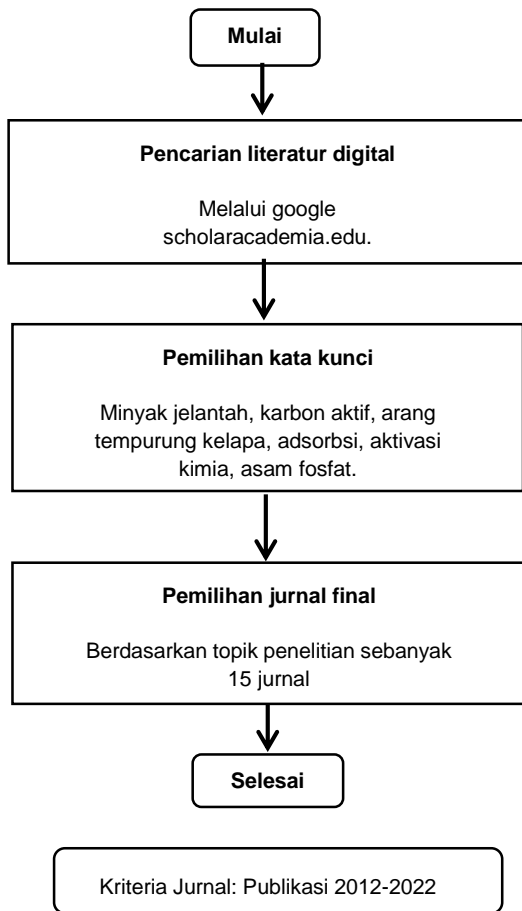 Mulai
Pencarian literatur digital
Melalui google
scholaracademia.edu.
Pemilihan kata kunci
Minyak jelantah, karbon aktif, arang
tempurung kelapa, adsorbsi, aktivasi
kimia, asam fosfat.
Pemilihan jurnal final
Berdasarkan topik penelitian sebanyak
15 jurnal
Selesai
Kriteria Jurnal: Publikasi 2012-2022